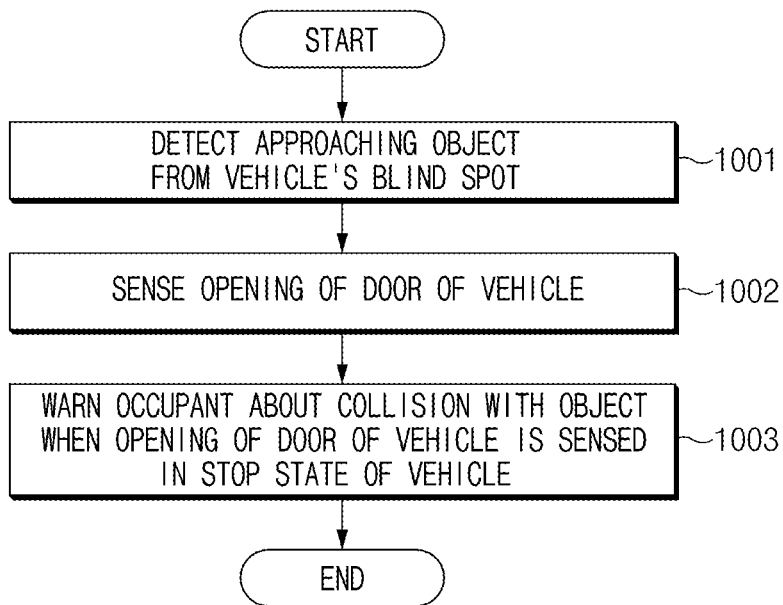 START
DETECT APPROACHING OBJECT
FROM VEHICLE'S BLIND SPOT
1001
SENSE OPENING OF DOOR OF VEHICLE
1002
WARN OCCUPANT ABOUT COLLISION WITH OBJECT
WHEN OPENING OF DOOR OF VEHICLE IS SENSED
IN STOP STATE OF VEHICLE
1003
END